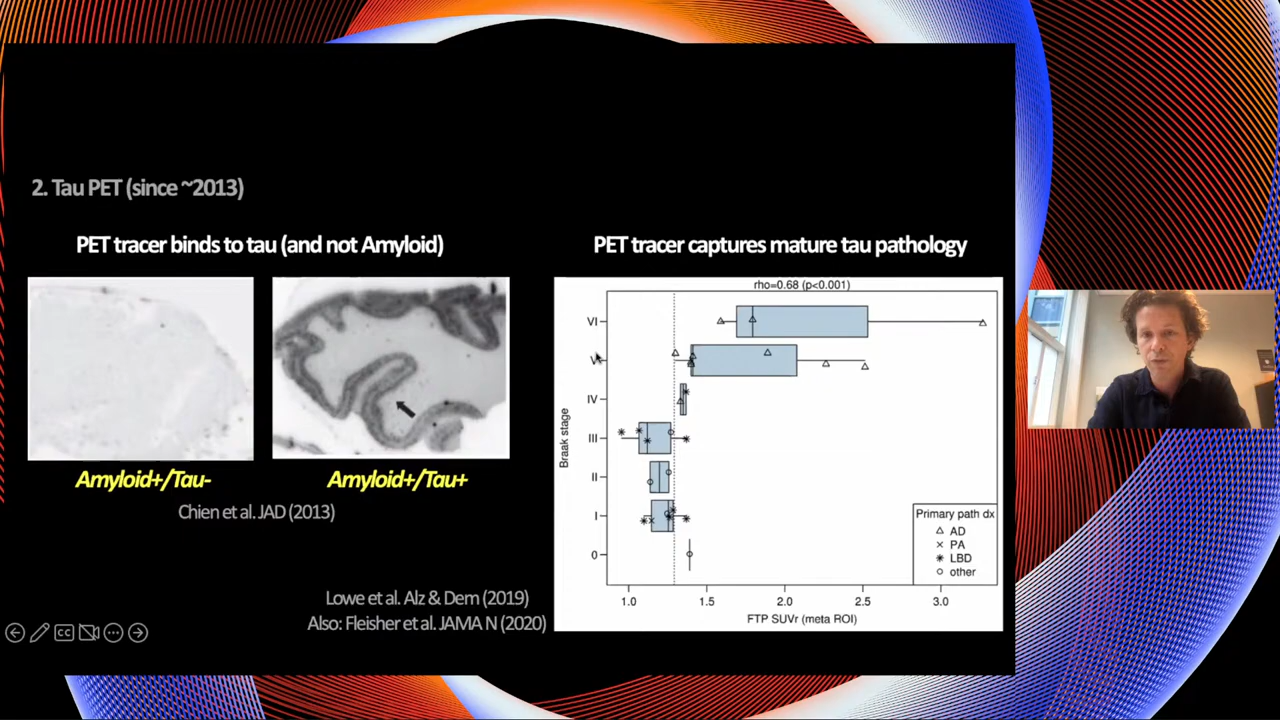 2. Tau PET (since ~2013)
PET tracer binds to tau (and not Amyloid)
Amyloid+/Tau-
Amyloid+/Tau+
Chien et al. JAD (2013)
Lowe et al. Alz & Dem (2019)
Also: Fleisher et al. JAMA N (2020)
PET tracer captures mature tau pathology
rho=0.68 (p<0.001)
Braak stage
VI
V
IV
III
II
I
0
Primary path dx
AD
PA
LBD
other
1.0 1.5 2.0 2.5 3.0
FTP SUVr (meta ROI)
CC